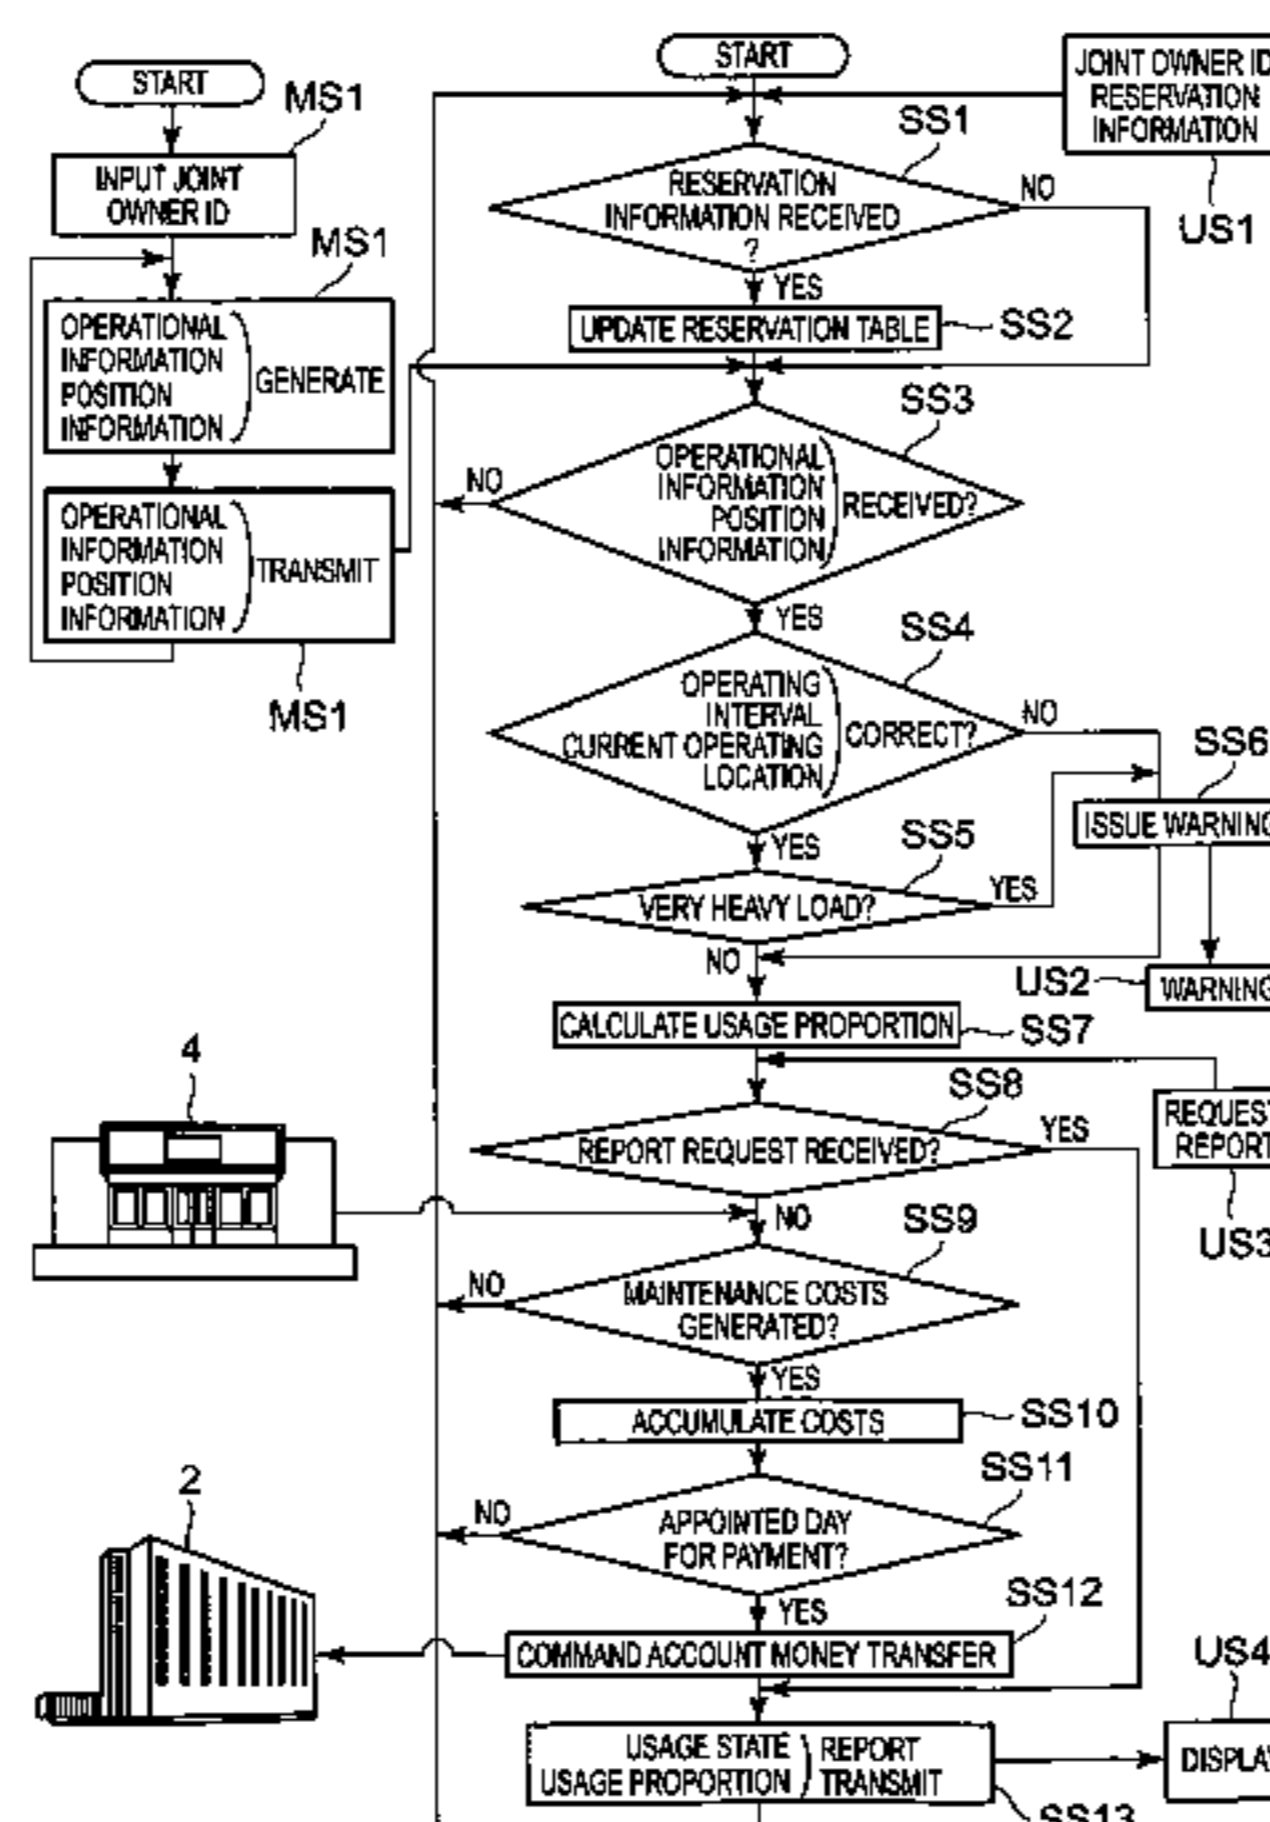 START
MS1
INPUT JOINT
OWNER ID
MS1
OPERATIONAL
INFORMATION
POSITION
INFORMATION
GENERATE
OPERATIONAL
INFORMATION
POSITION
INFORMATION
TRANSMIT
MS1
4
2
START
JOINT OWNER ID
RESERVATION
INFORMATION
US1
SS1
RESERVATION
INFORMATION RECEIVED
?
NO
YES
UPDATE RESERVATION TABLE
SS2
SS3
OPERATIONAL
INFORMATION
POSITION
INFORMATION
RECEIVED?
NO
YES
SS4
OPERATING
INTERVAL
CURRENT OPERATING
LOCATION
CORRECT?
NO
YES
SS6
ISSUE WARNING
SS5
VERY HEAVY LOAD?
YES
NO
US2
WARNING
CALCULATE USAGE PROPORTION
SS7
SS8
REPORT REQUEST RECEIVED?
YES
NO
REQUEST
REPORT
US3
SS9
MAINTENANCE COSTS
GENERATED?
NO
YES
ACCUMULATE COSTS
SS10
SS11
APPOINTED DAY
FOR PAYMENT?
NO
YES
SS12
COMMAND ACCOUNT MONEY TRANSFER
US4
USAGE STATE
USAGE PROPORTION
REPORT
TRANSMIT
DISPLAY
SS13